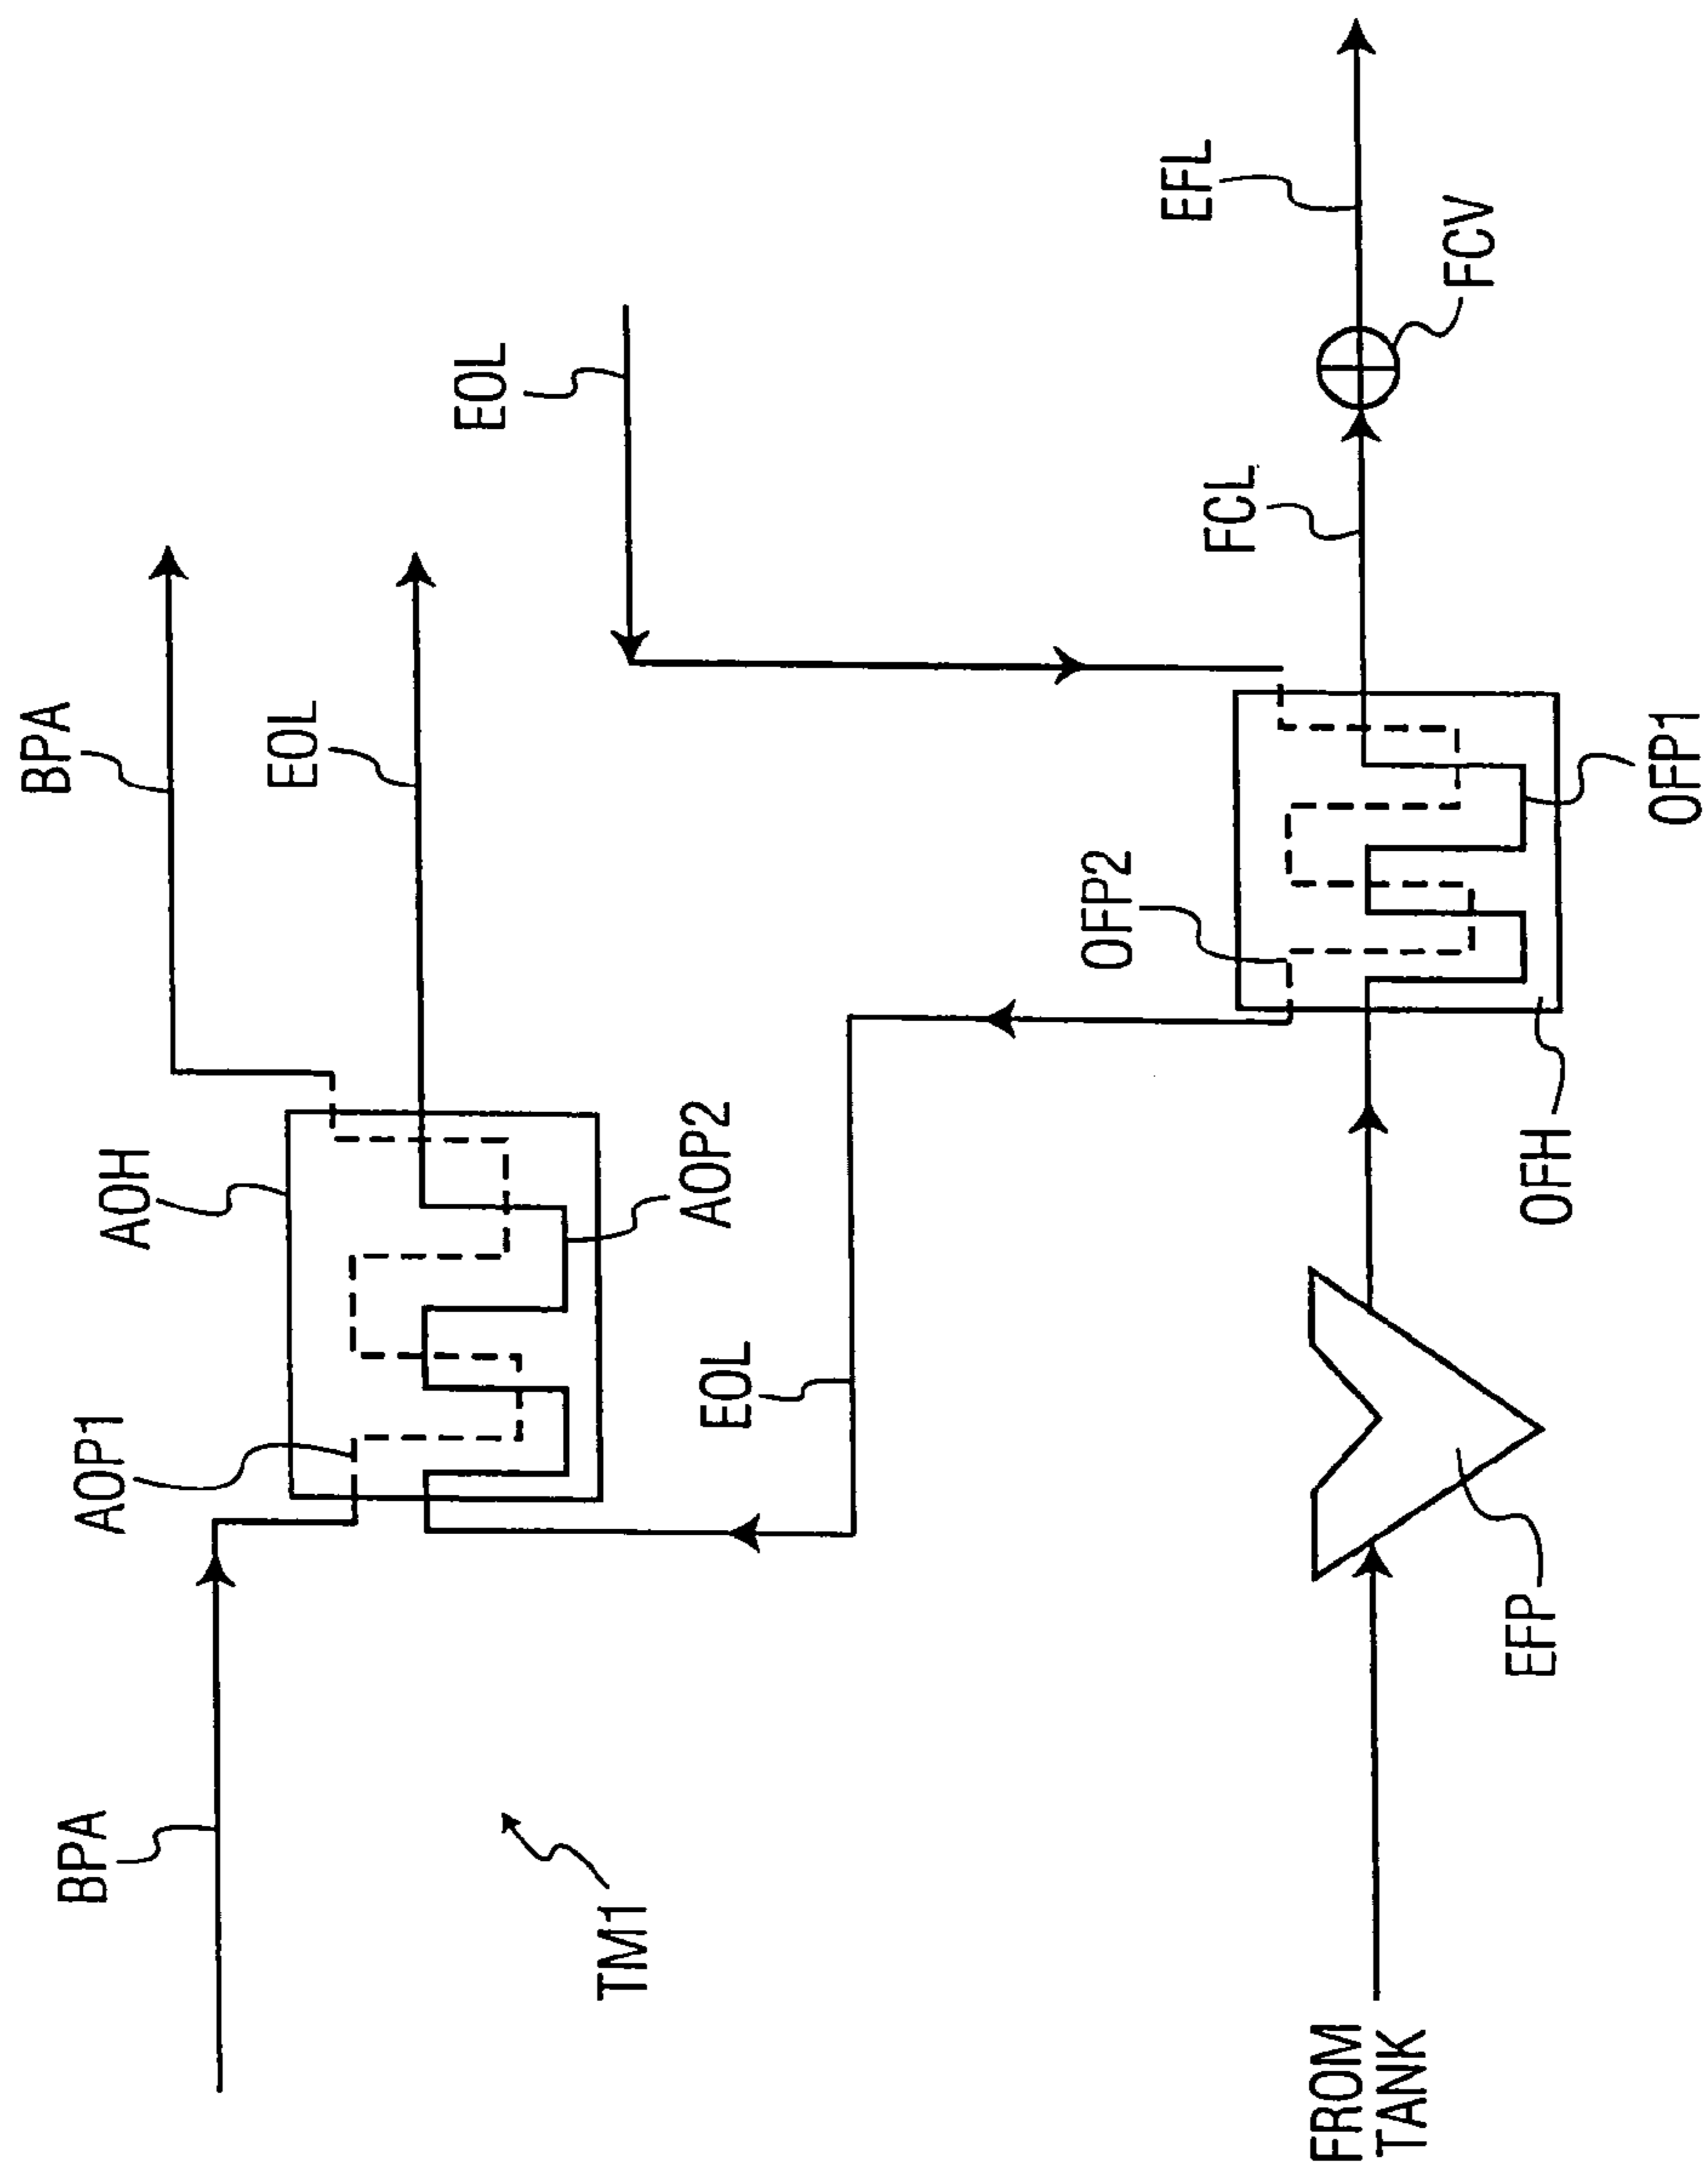 BPA
EOL
EOL
AOH
AOP1
BPA
AOP2
EOL
TM1
EFL
FCV
FCL
OFP2
OFP1
OFH
EFP
FROM
TANK